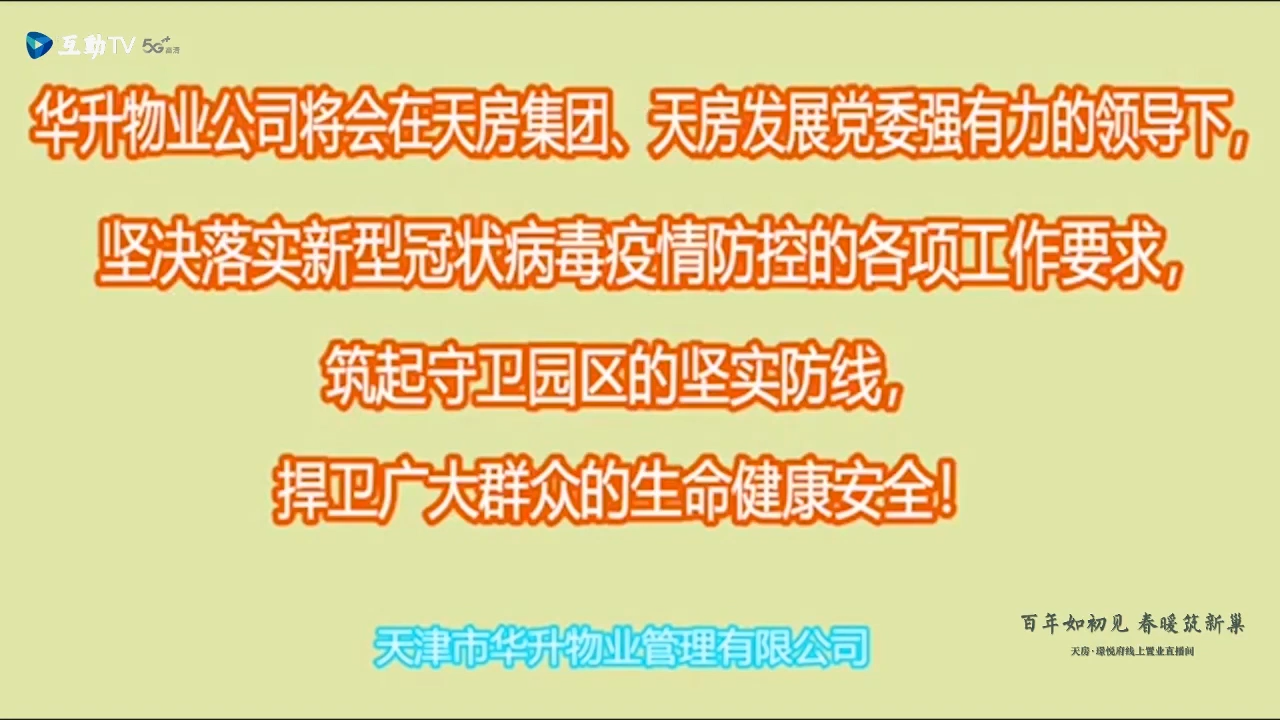 互動TV 5G+高清
华升物业公司将会在天房集团、天房发展党委强有力的领导下，
坚决落实新型冠状病毒疫情防控的各项工作要求，
筑起守卫园区的坚实防线，
捍卫广大群众的生命健康安全！
百年如初见 春暖筑新巢
天房·璟悦府线上置业直播间
天津市华升物业管理有限公司